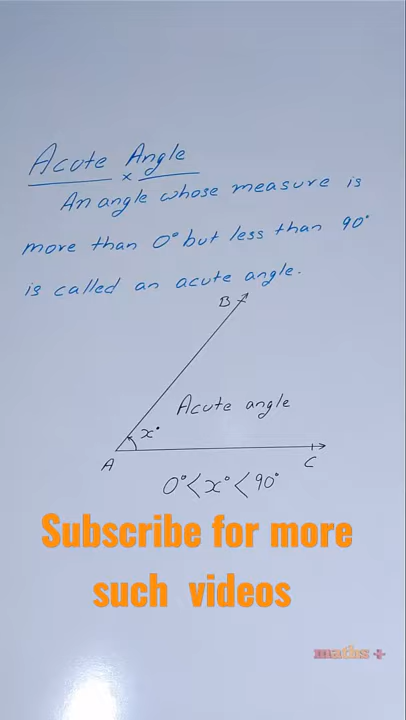 Acute Angle
x
An angle whose measure is
more than 0° but less than 90°
is called an acute angle.
B
Acute angle
x°
A
C
0° < x° < 90°
Subscribe for more
such videos
maths +